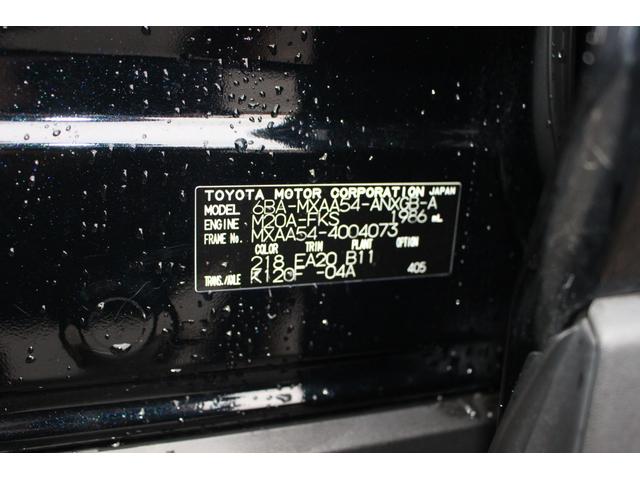 TOYOTA MOTOR CORPORATION JAPAN
MODEL 6BA-MXAA54-ANXGB-A
ENGINE M20A-FKS 1986 mL
FRAME No. MXAA54-4004073
COLOR TRIM PLANT OPTION
218 EA20 B11
TRANS./AXLE K120F -04A 405